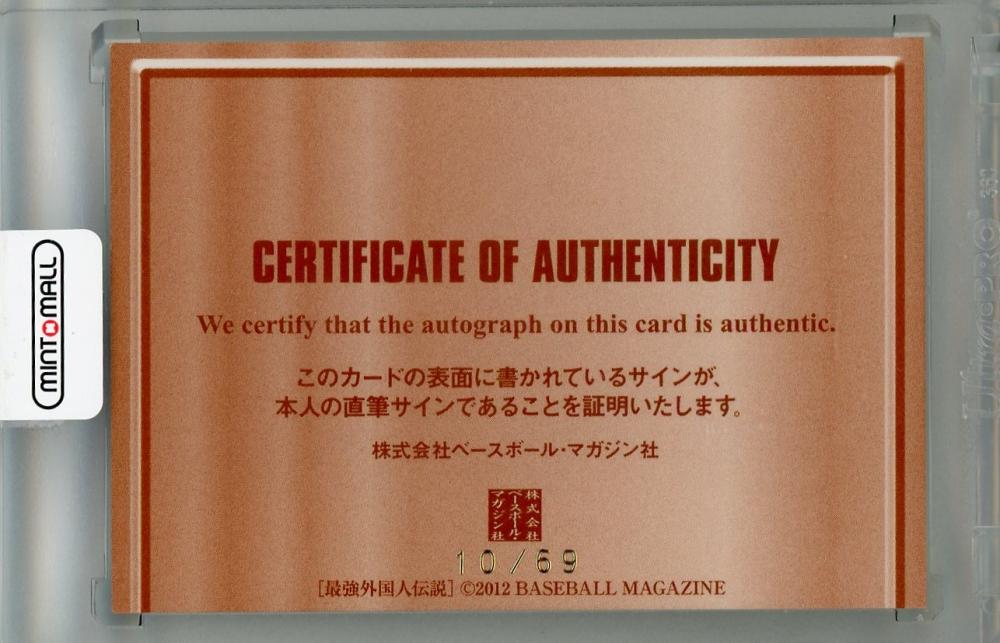 CERTIFICATE OF AUTHENTICITY
We certify that the autograph on this card is authentic.
このカードの表面に書かれているサインが、
本人の直筆サインであることを証明いたします。
株式会社ベースボール・マガジン社
株式会社
ベースボール・
マガジン社
10/69
[最強外国人伝説] ©2012 BASEBALL MAGAZINE
MINT MALL